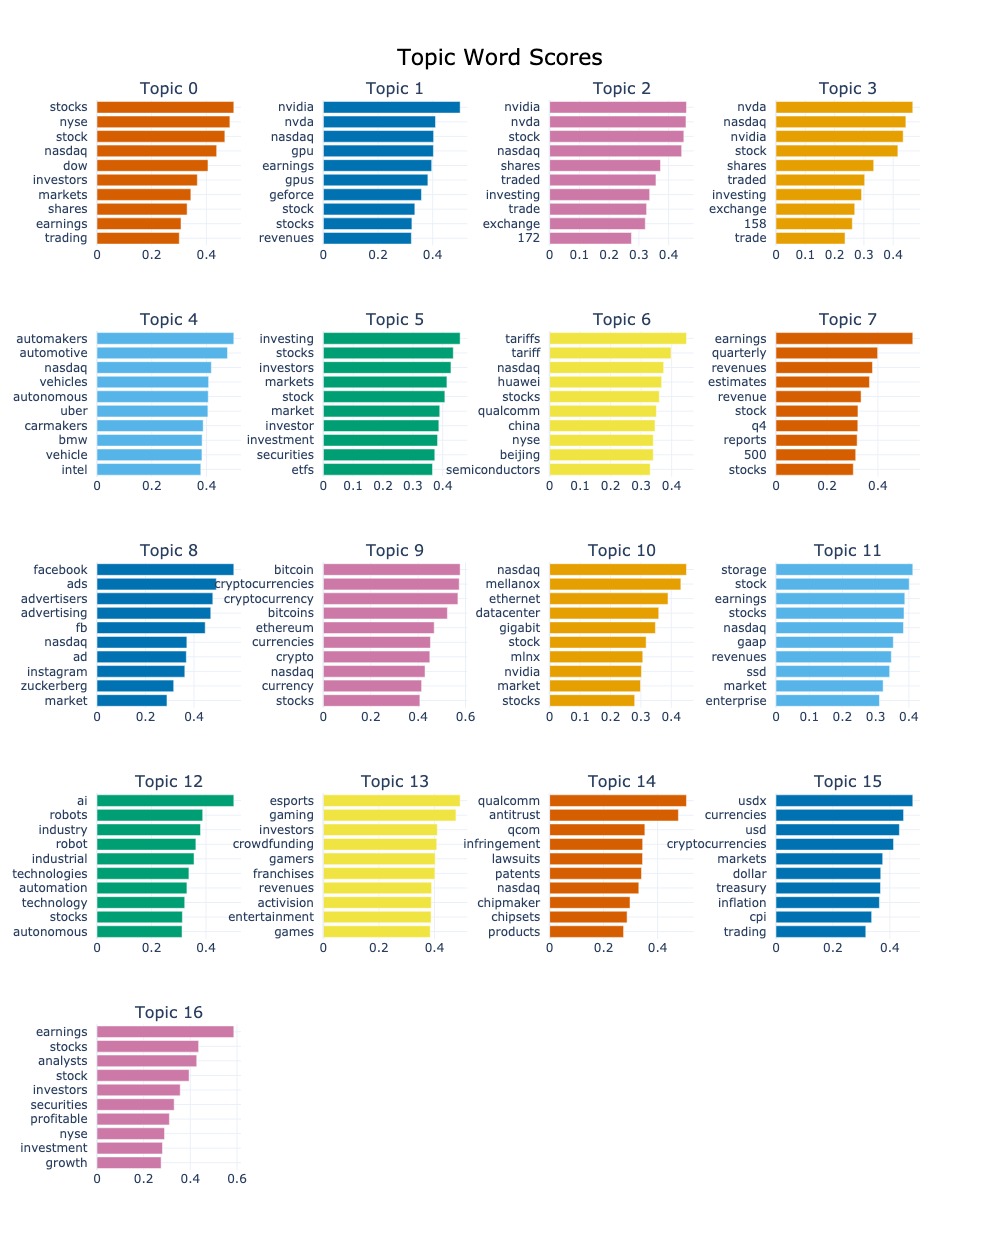 Topic Word Scores
Topic 0
stocks
nyse
stock
nasdaq
dow
investors
markets
shares
earnings
trading
0 0.2 0.4
Topic 1
nvidia
nvda
nasdaq
gpu
earnings
gpus
geforce
stock
stocks
revenues
0 0.2 0.4
Topic 2
nvidia
nvda
stock
nasdaq
shares
traded
investing
trade
exchange
172
0 0.1 0.2 0.3 0.4
Topic 3
nvda
nasdaq
nvidia
stock
shares
traded
investing
exchange
158
trade
0 0.1 0.2 0.3 0.4
Topic 4
automakers
automotive
nasdaq
vehicles
autonomous
uber
carmakers
bmw
vehicle
intel
0 0.2 0.4
Topic 5
investing
stocks
investors
markets
stock
market
investor
investment
securities
etfs
0 0.1 0.2 0.3 0.4
Topic 6
tariffs
tariff
nasdaq
huawei
stocks
qualcomm
china
nyse
beijing
semiconductors
0 0.1 0.2 0.3 0.4
Topic 7
earnings
quarterly
revenues
estimates
revenue
stock
q4
reports
500
stocks
0 0.2 0.4
Topic 8
facebook
ads
advertisers
advertising
fb
nasdaq
ad
instagram
zuckerberg
market
0 0.2 0.4
Topic 9
bitcoin
cryptocurrencies
cryptocurrency
bitcoins
ethereum
currencies
crypto
nasdaq
currency
stocks
0 0.2 0.4 0.6
Topic 10
nasdaq
mellanox
ethernet
datacenter
gigabit
stock
mlnx
nvidia
market
stocks
0 0.1 0.2 0.3 0.4
Topic 11
storage
stock
earnings
stocks
nasdaq
gaap
revenues
ssd
market
enterprise
0 0.1 0.2 0.3 0.4
Topic 12
ai
robots
industry
robot
industrial
technologies
automation
technology
stocks
autonomous
0 0.2 0.4
Topic 13
esports
gaming
investors
crowdfunding
gamers
franchises
revenues
activision
entertainment
games
0 0.2 0.4
Topic 14
qualcomm
antitrust
qcom
infringement
lawsuits
patents
nasdaq
chipmaker
chipsets
products
0 0.2 0.4
Topic 15
usdx
currencies
usd
cryptocurrencies
markets
dollar
treasury
inflation
cpi
trading
0 0.2 0.4
Topic 16
earnings
stocks
analysts
stock
investors
securities
profitable
nyse
investment
growth
0 0.2 0.4 0.6